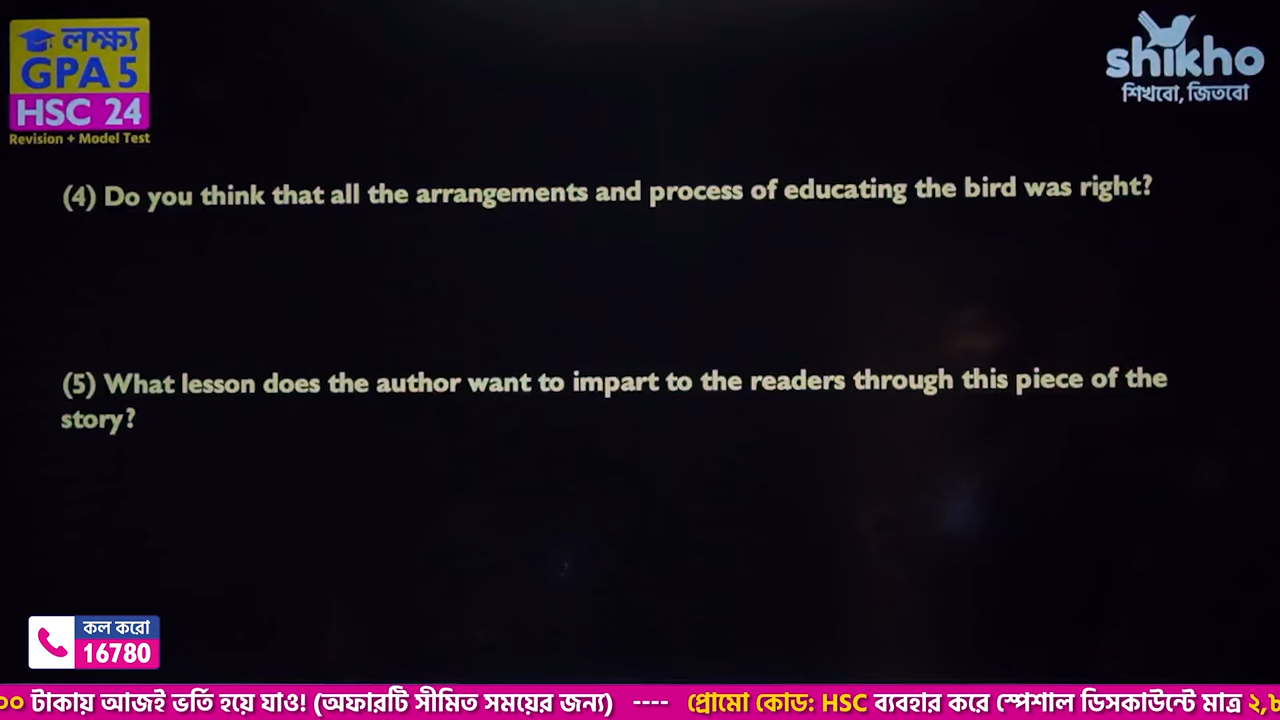 লক্ষ্য
GPA 5
HSC 24
Revision + Model Test
shikho
শিখবো, জিতবো
(4) Do you think that all the arrangements and process of educating the bird was right?
(5) What lesson does the author want to impart to the readers through this piece of the
story?
কল করো
16780
০০ টাকায় আজই ভর্তি হয়ে যাও! (অফারটি সীমিত সময়ের জন্য) ---- প্রোমো কোড: HSC ব্যবহার করে স্পেশাল ডিসকাউন্টে মাত্র ২,